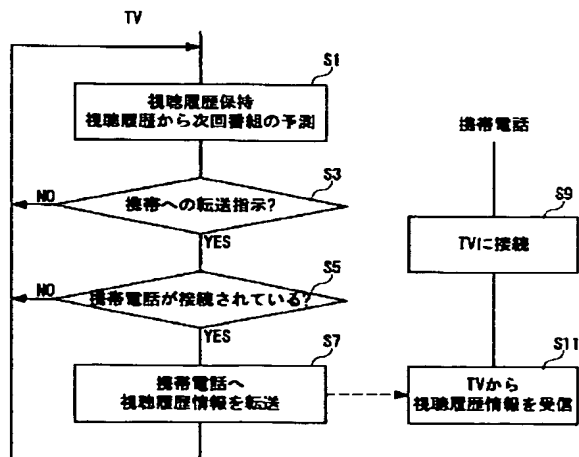 TV
S1
視聴履歴保持
視聴履歴から次回番組の予測
S3
携帯への転送指示?
NO
YES
S5
携帯電話が接続されている?
NO
YES
S7
携帯電話へ
視聴履歴情報を転送
携帯電話
S9
TVに接続
S11
TVから
視聴履歴情報を受信